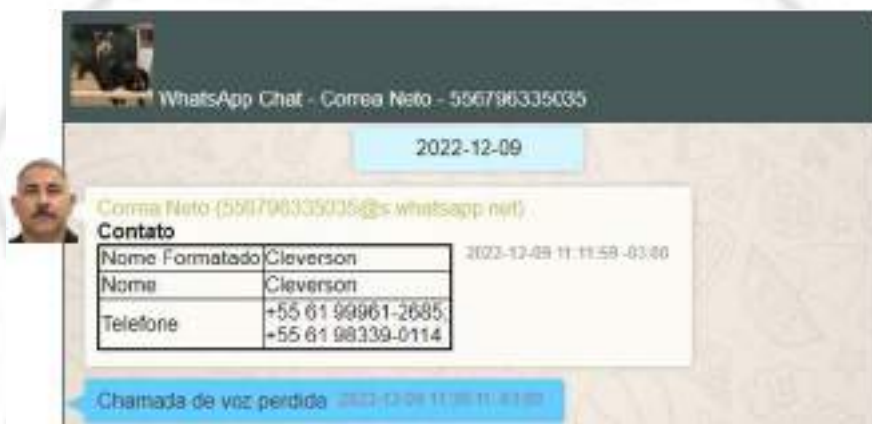 WhatsApp Chat - Correa Neto - 556796335035
2022-12-09
Correa Neto (556796335035@s.whatsapp.net)
Contato
Nome Formatado Cleverson
2022-12-09 11:11:59 -03:00
Nome Cleverson
Telefone +55 61 99961-2685;
+55 61 98339-0114
Chamada de voz perdida